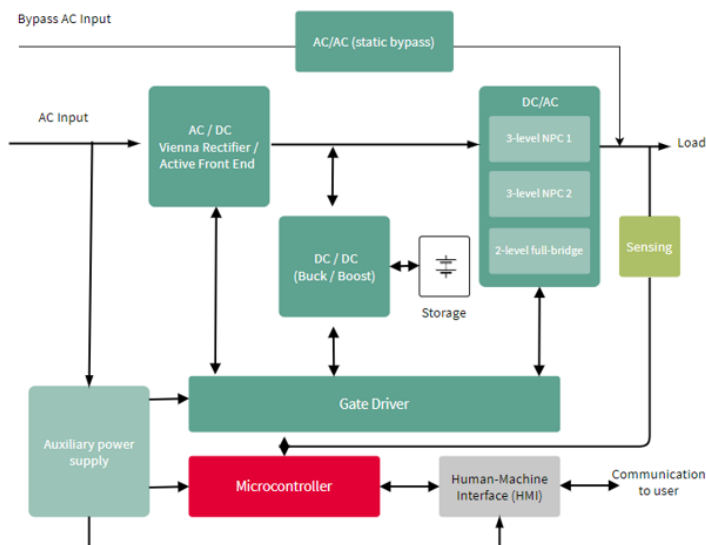 Bypass AC Input
AC/AC (static bypass)
AC Input
AC / DC
Vienna Rectifier /
Active Front End
DC/AC
3-level NPC 1
3-level NPC 2
2-level full-bridge
Load
Sensing
DC / DC
(Buck / Boost)
Storage
Gate Driver
Auxiliary power
supply
Microcontroller
Human-Machine
Interface (HMI)
Communication
to user